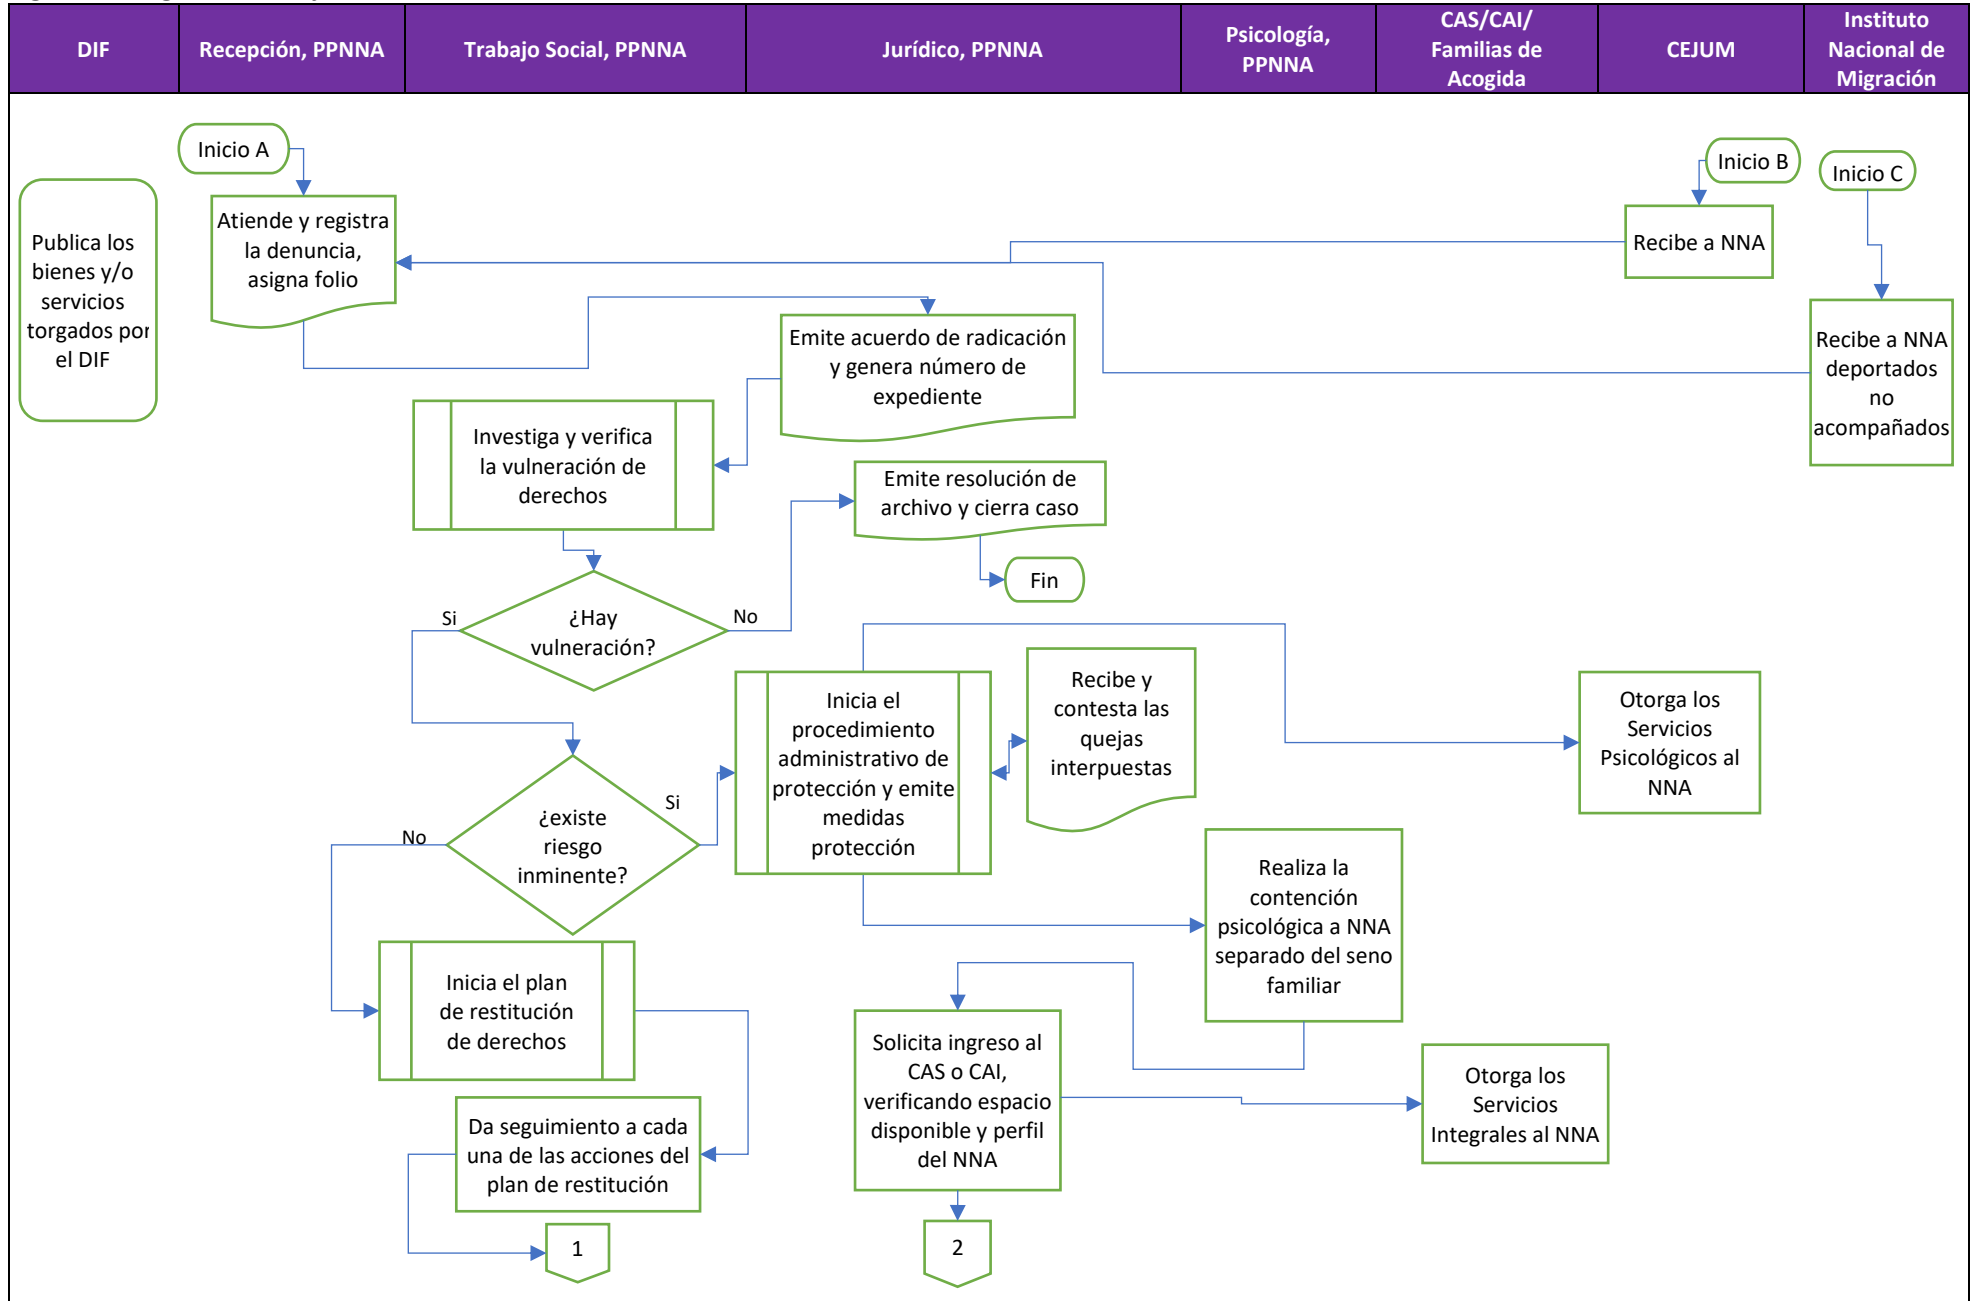 DIF
Recepción, PPNNA
Trabajo Social, PPNNA
Jurídico, PPNNA
Psicología,
PPNNA
CAS/CAI/
Familias de
Acogida
CEJUM
Instituto
Nacional de
Migración
Inicio A
Inicio B
Inicio C
Publica los
bienes y/o
servicios
torgados por
el DIF
Atiende y registra
la denuncia,
asigna folio
Recibe a NNA
Emite acuerdo de radicación
y genera número de
expediente
Recibe a NNA
deportados
no
acompañados
Investiga y verifica
la vulneración de
derechos
Emite resolución de
archivo y cierra caso
Fin
Si
¿Hay
vulneración?
No
Inicia el
procedimiento
administrativo de
protección y emite
medidas
protección
Recibe y
contesta las
quejas
interpuestas
Otorga los
Servicios
Psicológicos al
NNA
No
¿existe
riesgo
inminente?
Si
Realiza la
contención
psicológica a NNA
separado del seno
familiar
Inicia el plan
de restitución
de derechos
Solicita ingreso al
CAS o CAI,
verificando espacio
disponible y perfil
del NNA
Otorga los
Servicios
Integrales al NNA
Da seguimiento a cada
una de las acciones del
plan de restitución
1
2